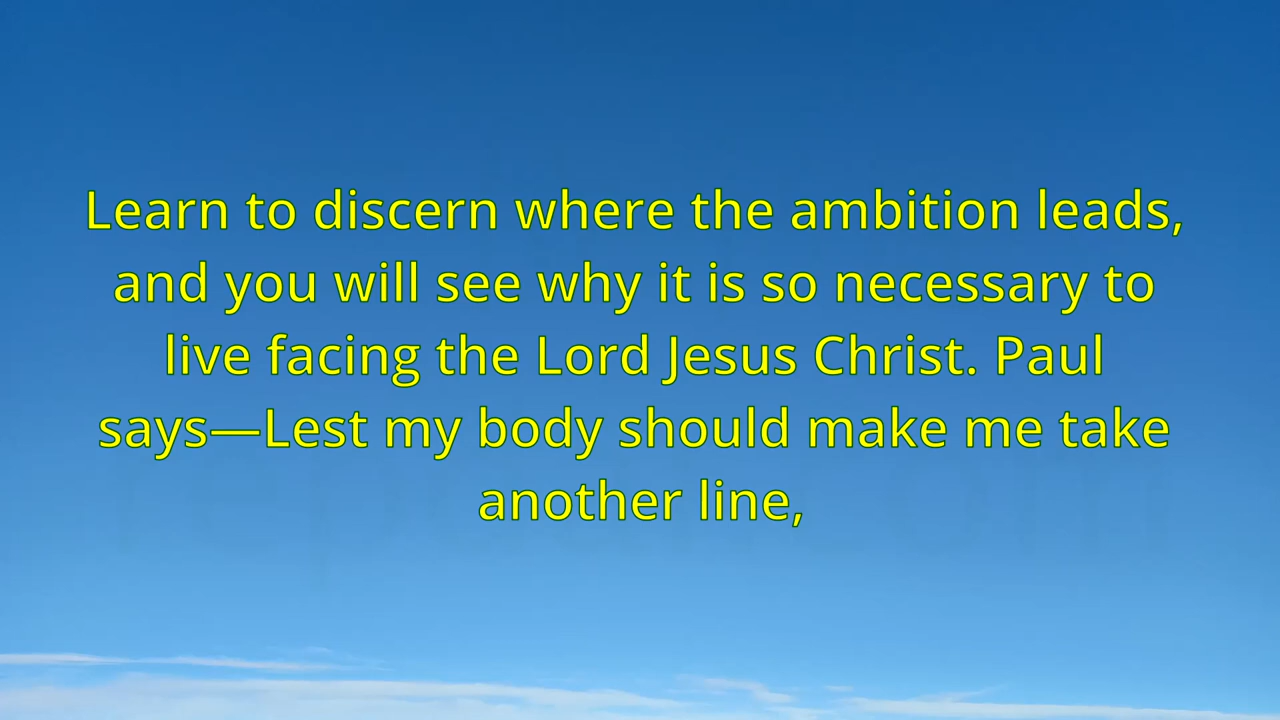 Learn to discern where the ambition leads,
and you will see why it is so necessary to
live facing the Lord Jesus Christ. Paul
says—Lest my body should make me take
another line,